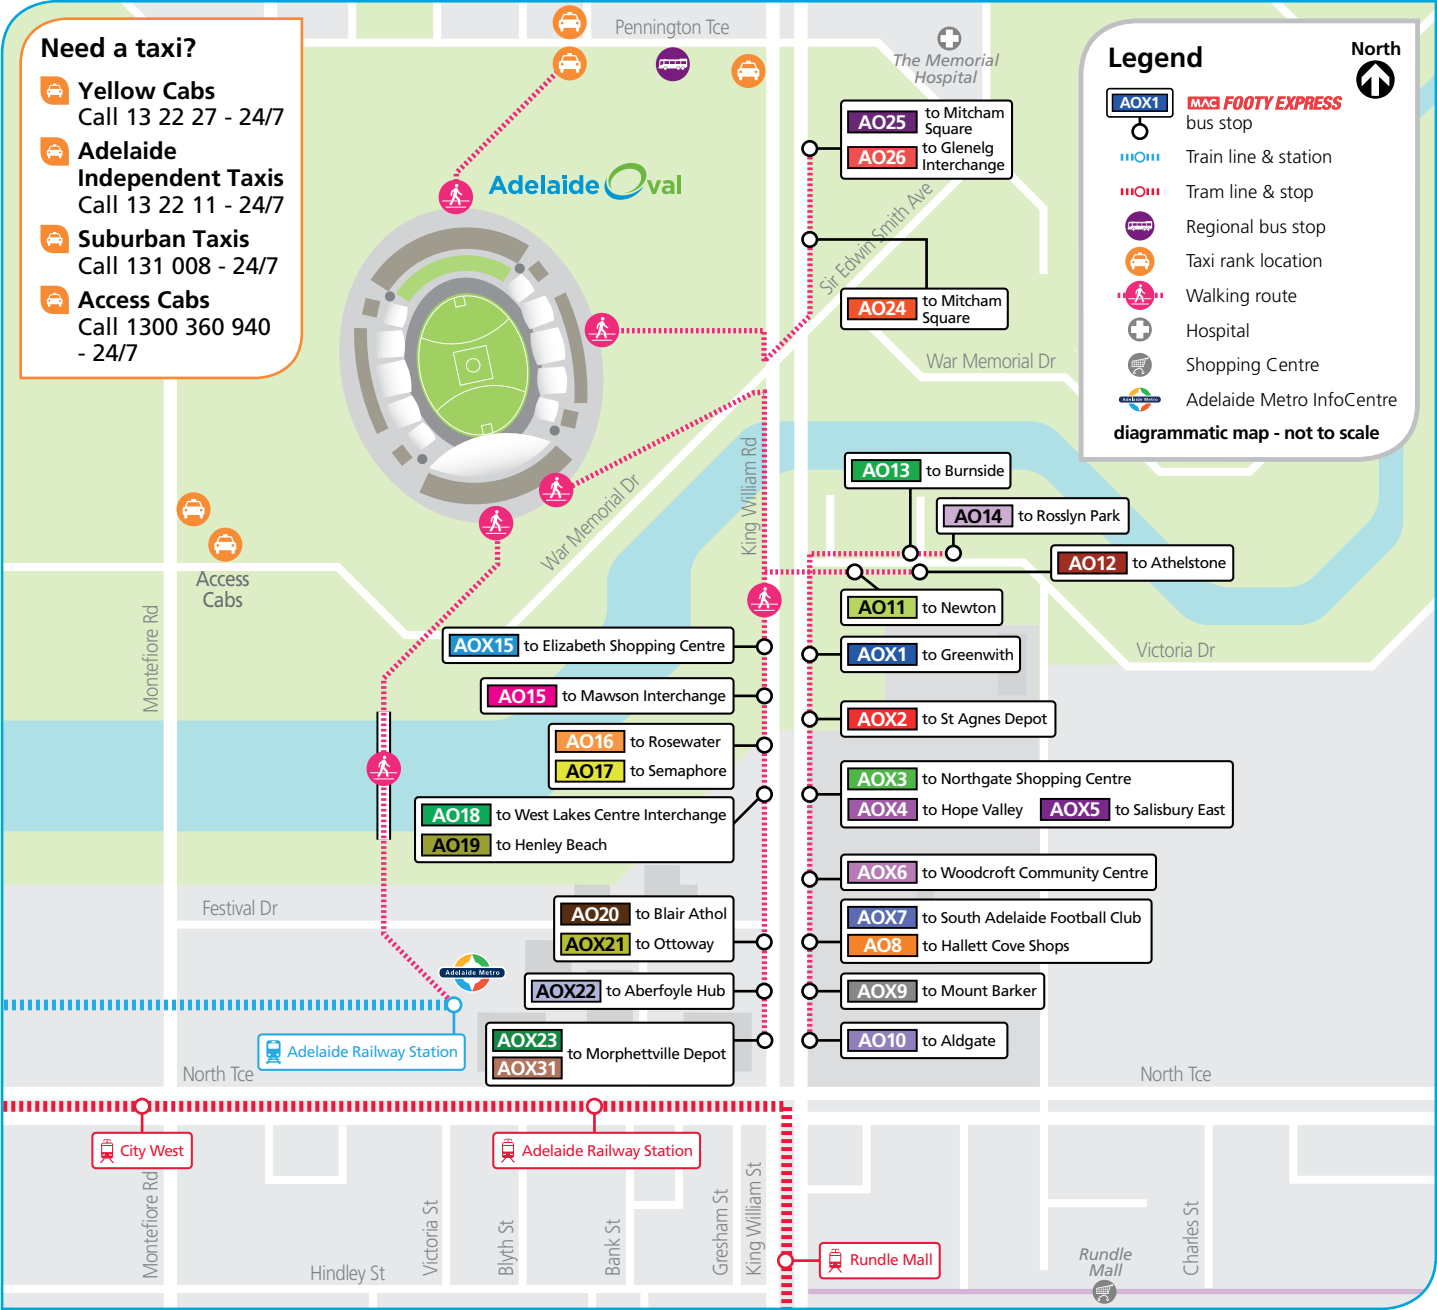 Need a taxi?
Yellow Cabs
Call 13 22 27 - 24/7
Adelaide
Independent Taxis
Call 13 22 11 - 24/7
Suburban Taxis
Call 131 008 - 24/7
Access Cabs
Call 1300 360 940
- 24/7
Pennington Tce
The Memorial
Hospital
Legend
North
AOX1
MAC FOOTY EXPRESS
bus stop
Train line & station
Tram line & stop
Regional bus stop
Taxi rank location
Walking route
Hospital
Shopping Centre
Adelaide Metro
Adelaide Metro InfoCentre
diagrammatic map - not to scale
Adelaide Oval
AO25 to Mitcham
Square
AO26 to Glenelg
Interchange
Sir Edwin Smith Ave
AO24 to Mitcham
Square
War Memorial Dr
King William Rd
War Memorial Dr
AO13 to Burnside
AO14 to Rosslyn Park
AO12 to Athelstone
AO11 to Newton
Access
Cabs
Montefiore Rd
Victoria Dr
AOX15 to Elizabeth Shopping Centre
AOX1 to Greenwith
AO15 to Mawson Interchange
AOX2 to St Agnes Depot
AO16 to Rosewater
AO17 to Semaphore
AOX3 to Northgate Shopping Centre
AOX4 to Hope Valley AOX5 to Salisbury East
AO18 to West Lakes Centre Interchange
AO19 to Henley Beach
AOX6 to Woodcroft Community Centre
Festival Dr
AO20 to Blair Athol
AOX21 to Ottoway
AOX7 to South Adelaide Football Club
AO8 to Hallett Cove Shops
Adelaide Metro
AOX22 to Aberfoyle Hub
AOX9 to Mount Barker
AOX23
AOX31
to Morphettville Depot
AO10 to Aldgate
Adelaide Railway Station
North Tce
North Tce
City West
Adelaide Railway Station
Montefiore Rd
Victoria St
Blyth St
Bank St
Gresham St
King William St
Charles St
Rundle Mall
Rundle
Mall
Hindley St